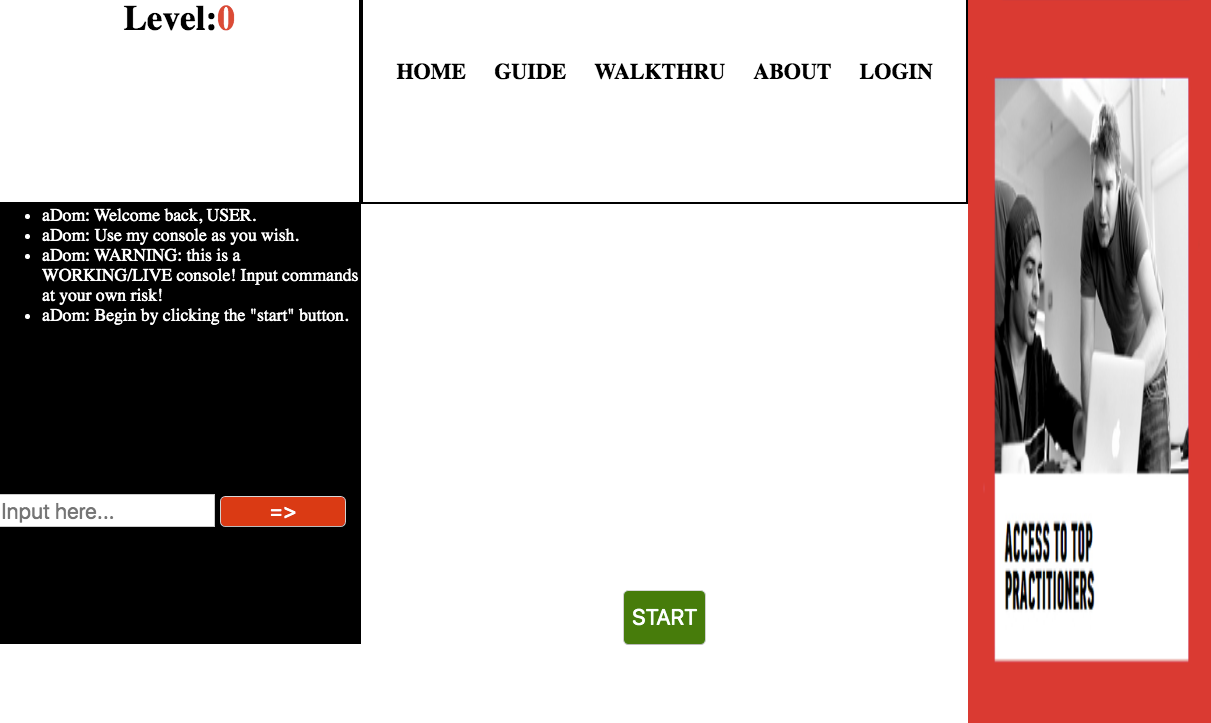 Level:0
HOME GUIDE WALKTHRU ABOUT LOGIN
aDom: Welcome back, USER.
aDom: Use my console as you wish.
aDom: WARNING: this is a
WORKING/LIVE console! Input commands
at your own risk!
aDom: Begin by clicking the "start" button.
Input here...
=>
START
ACCESS TO TOP
PRACTITIONERS